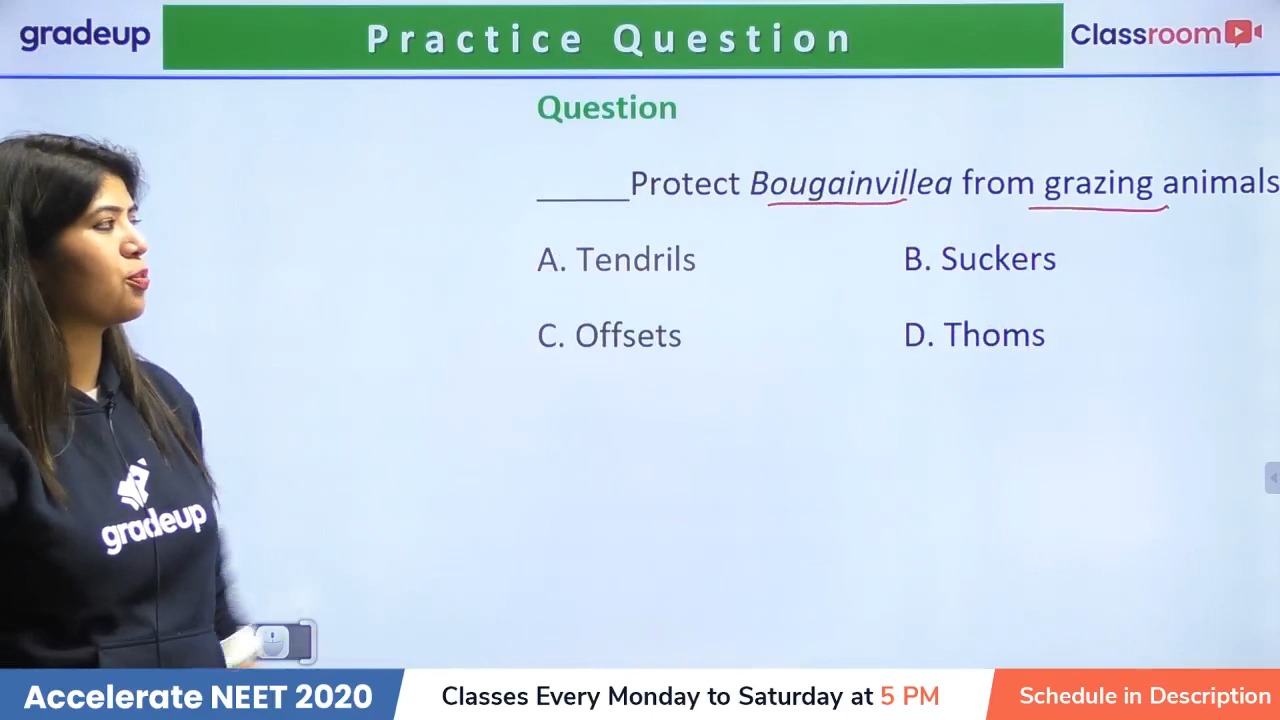 gradeup
Practice Question
Classroom
Question
_____Protect Bougainvillea from grazing animals
A. Tendrils
B. Suckers
C. Offsets
D. Thoms
gradeup
Accelerate NEET 2020
Classes Every Monday to Saturday at 5 PM
Schedule in Description